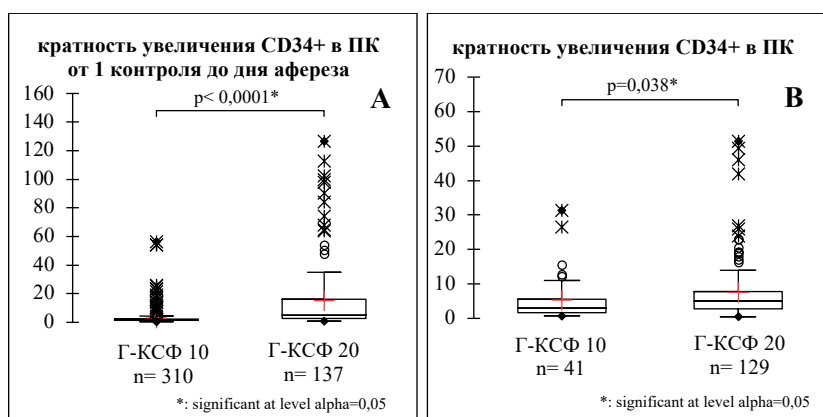 кратность увеличения CD34+ в ПК
от 1 контроля до дня афереза
p< 0,0001*
A
160
140
120
100
80
60
40
20
0
Г-КСФ 10
n= 310
Г-КСФ 20
n= 137
*: significant at level alpha=0,05
кратность увеличения CD34+ в ПК
p=0,038*
B
70
60
50
40
30
20
10
0
Г-КСФ 10
n= 41
Г-КСФ 20
n= 129
*: significant at level alpha=0,05